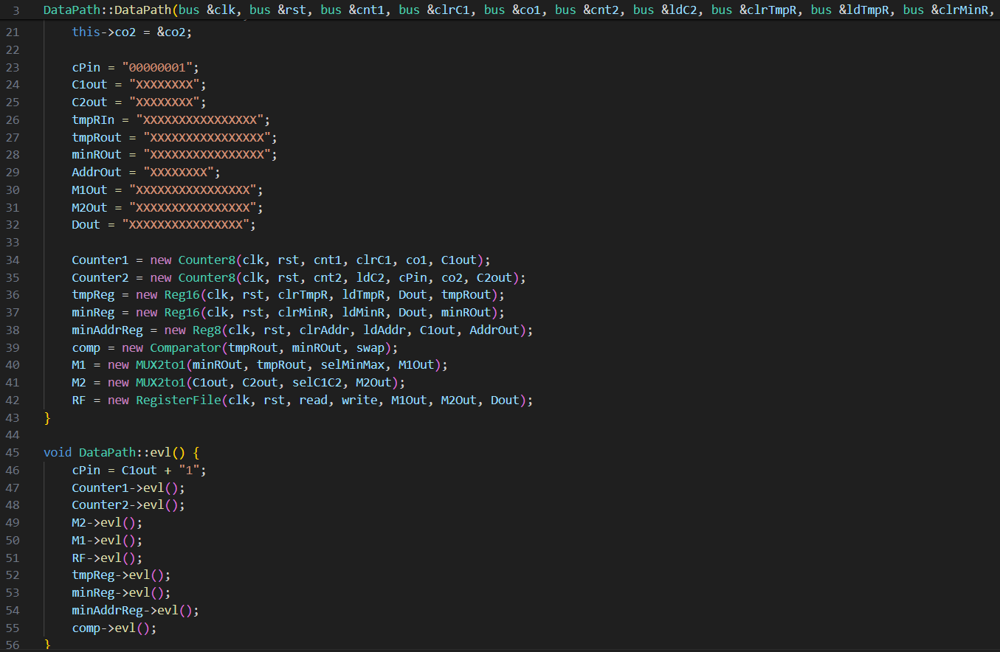 3 DataPath::DataPath(bus &clk, bus &rst, bus &cnt1, bus &clrC1, bus &co1, bus &cnt2, bus &ldC2, bus &clrTmpR, bus &ldTmpR, bus &clrMinR,
21 this->co2 = &co2;
22
23 cPin = "00000001";
24 C1out = "XXXXXXXX";
25 C2out = "XXXXXXXX";
26 tmpRIn = "XXXXXXXXXXXXXXXX";
27 tmpRout = "XXXXXXXXXXXXXXXX";
28 minROut = "XXXXXXXXXXXXXXXX";
29 AddrOut = "XXXXXXXX";
30 M1Out = "XXXXXXXXXXXXXXXX";
31 M2Out = "XXXXXXXXXXXXXXXX";
32 Dout = "XXXXXXXXXXXXXXXX";
33
34 Counter1 = new Counter8(clk, rst, cnt1, clrC1, co1, C1out);
35 Counter2 = new Counter8(clk, rst, cnt2, ldC2, cPin, co2, C2out);
36 tmpReg = new Reg16(clk, rst, clrTmpR, ldTmpR, Dout, tmpRout);
37 minReg = new Reg16(clk, rst, clrMinR, ldMinR, Dout, minROut);
38 minAddrReg = new Reg8(clk, rst, clrAddr, ldAddr, C1out, AddrOut);
39 comp = new Comparator(tmpRout, minROut, swap);
40 M1 = new MUX2to1(minROut, tmpRout, selMinMax, M1Out);
41 M2 = new MUX2to1(C1out, C2out, selC1C2, M2Out);
42 RF = new RegisterFile(clk, rst, read, write, M1Out, M2Out, Dout);
43 }
44
45 void DataPath::evl() {
46 cPin = C1out + "1";
47 Counter1->evl();
48 Counter2->evl();
49 M2->evl();
50 M1->evl();
51 RF->evl();
52 tmpReg->evl();
53 minReg->evl();
54 minAddrReg->evl();
55 comp->evl();
56 }